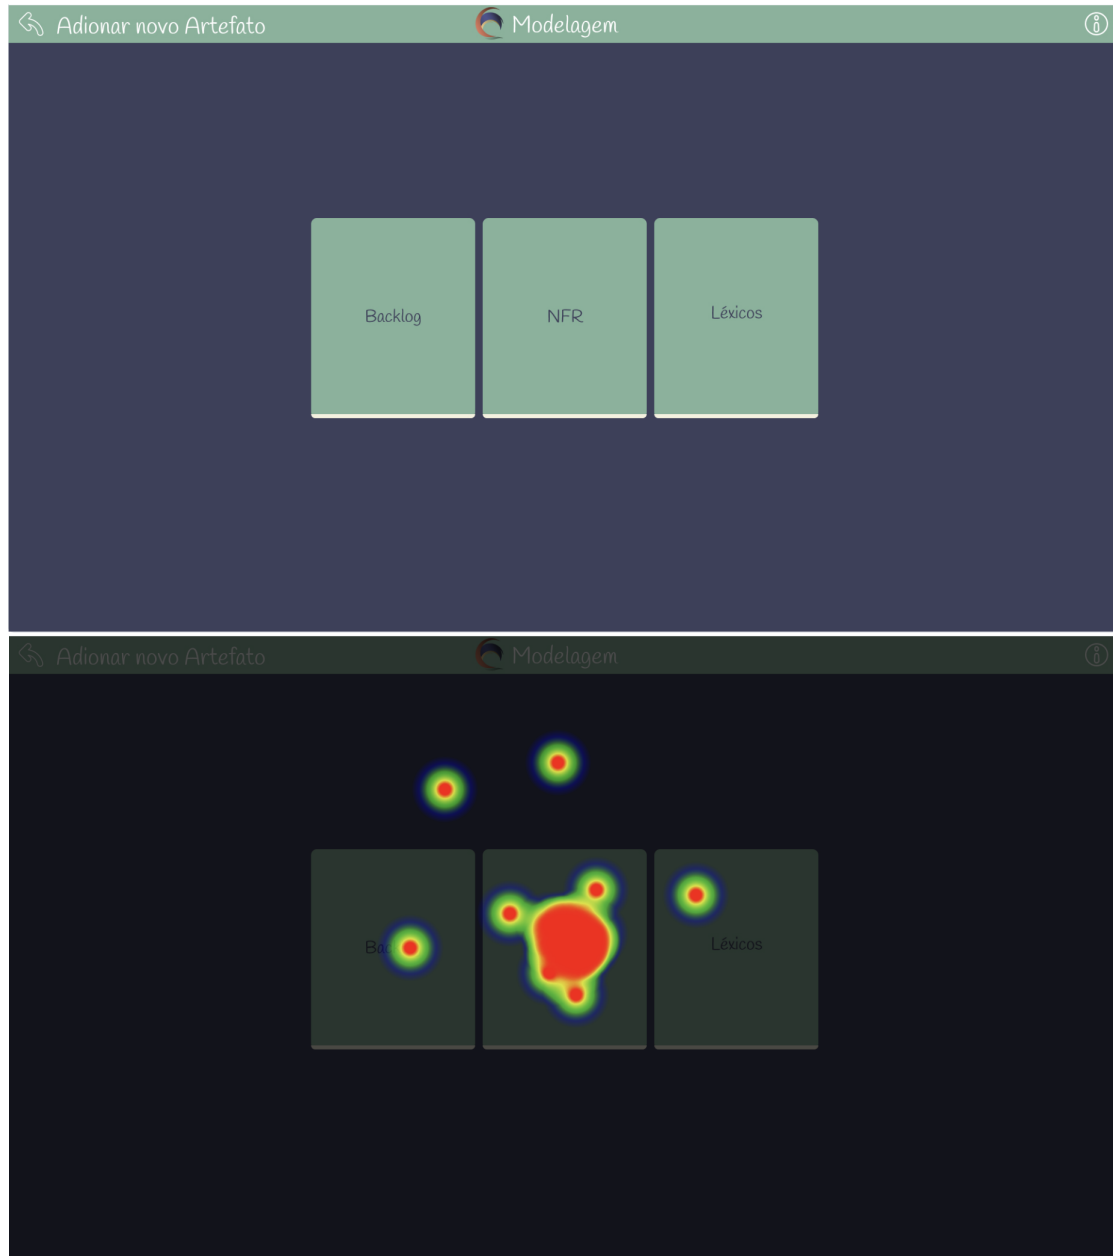 Adionar novo Artefato
Modelagem
Backlog
NFR
Léxicos
Adionar novo Artefato
Modelagem
Léxicos